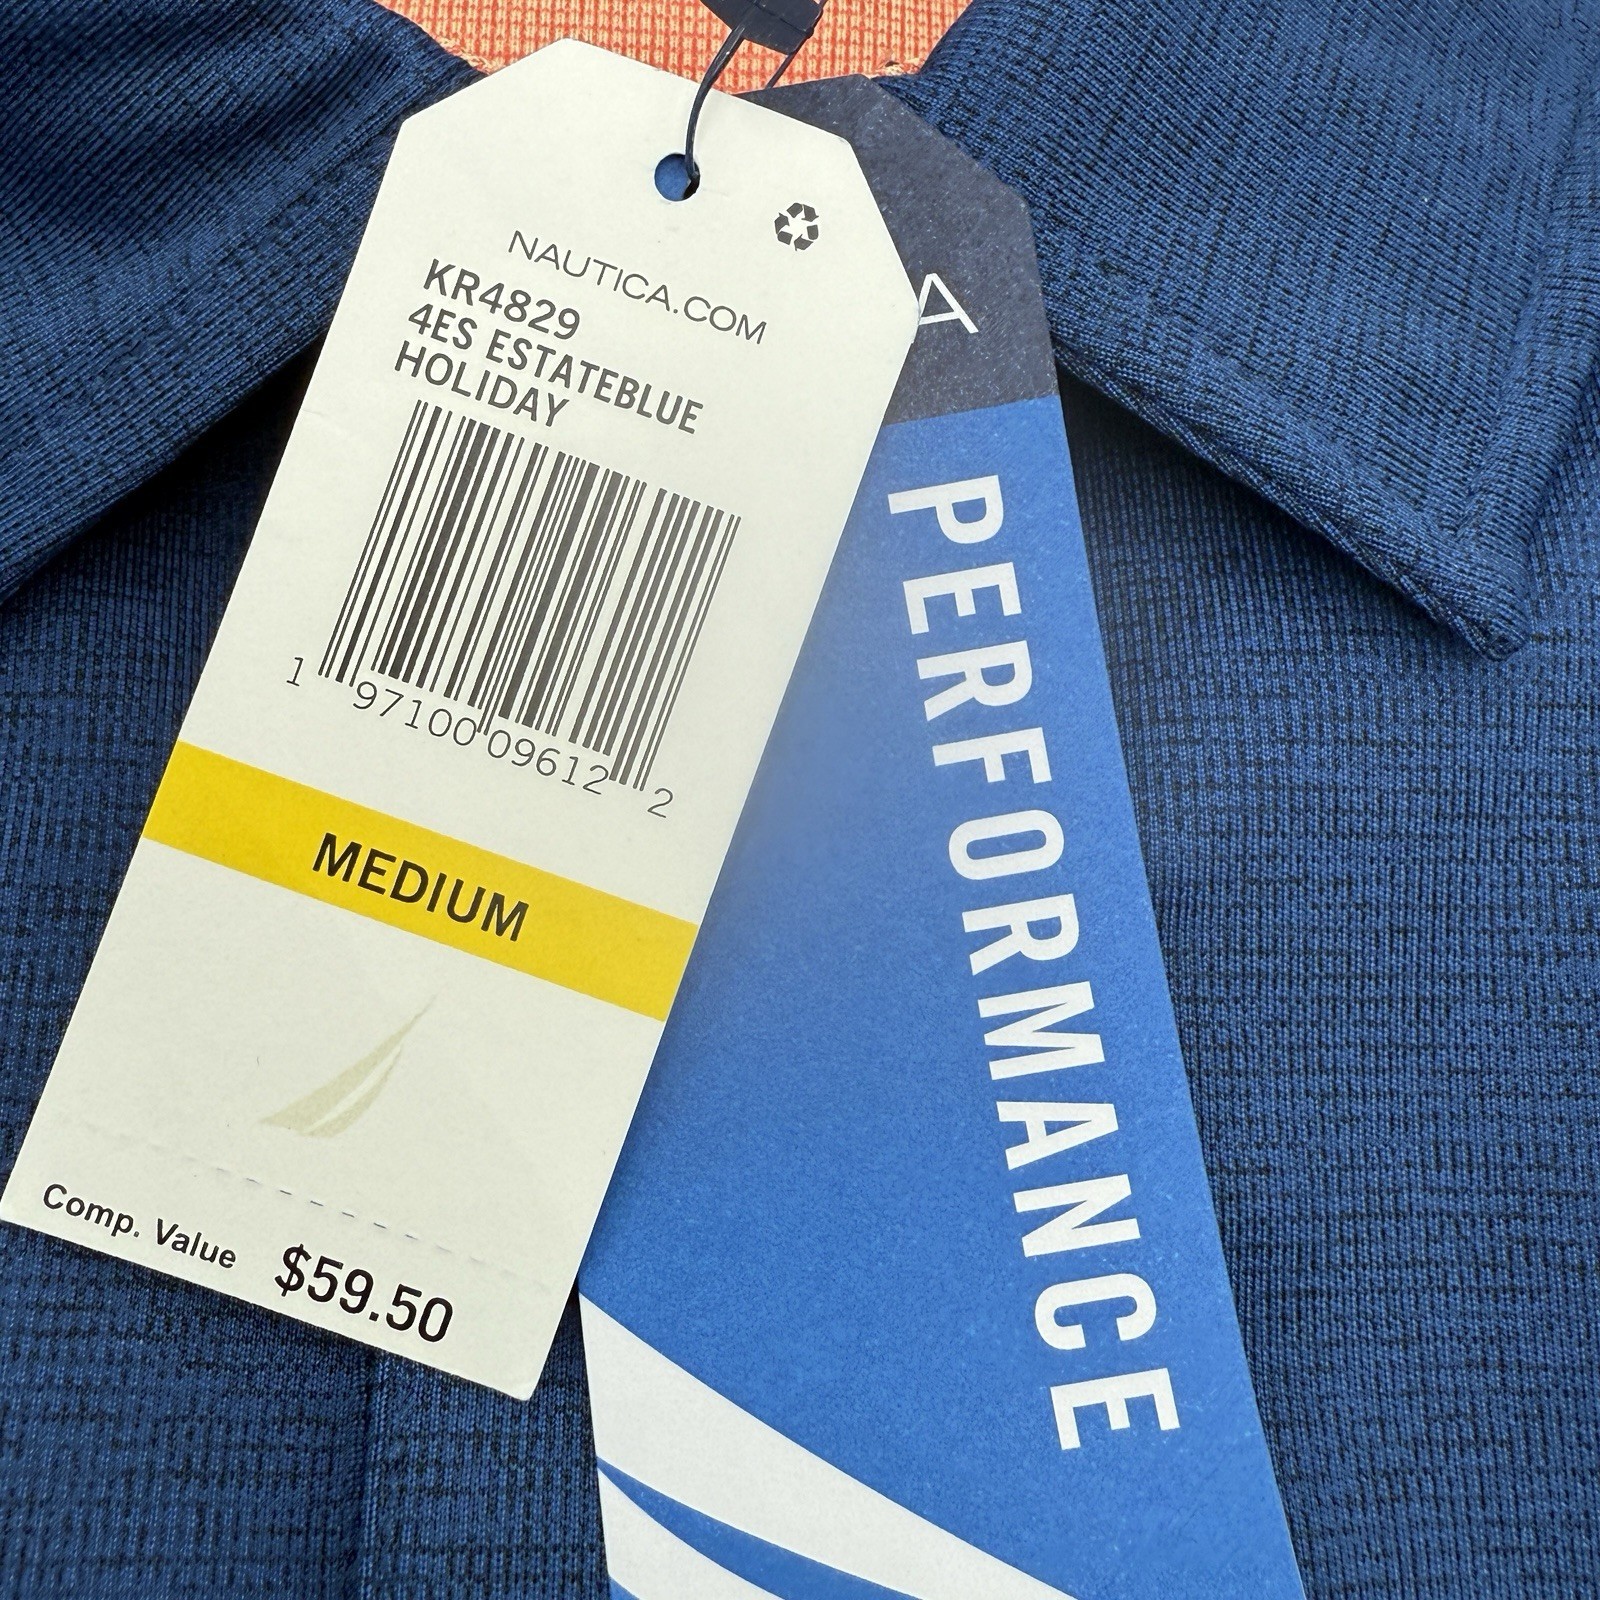 NAUTICA.COM
KR4829
4ES ESTATEBLUE
HOLIDAY
1 97100 09612 2
MEDIUM
Comp. Value $59.50
A
PERFORMANCE